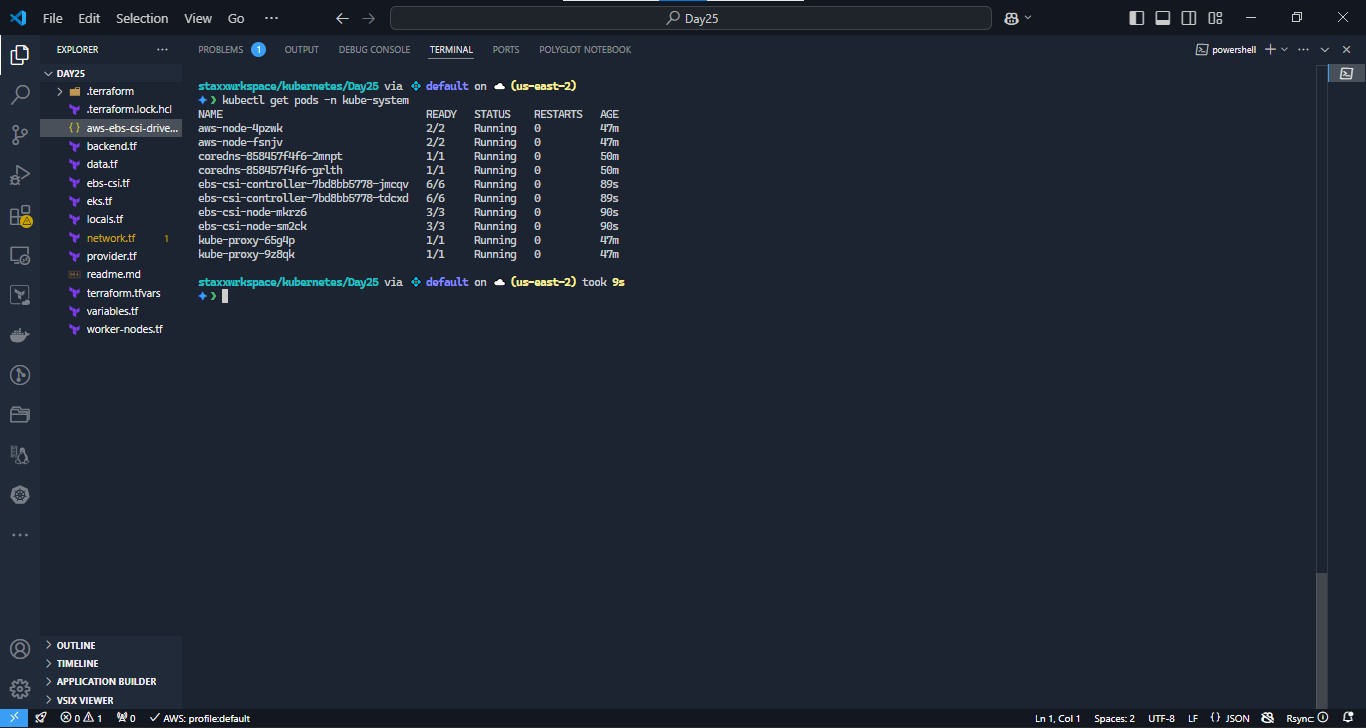 File Edit Selection View Go ··· Day25
EXPLORER ···
PROBLEMS 1 OUTPUT DEBUG CONSOLE TERMINAL PORTS POLYGLOT NOTEBOOK powershell
DAY25
.terraform
.terraform.lock.hcl
aws-ebs-csi-drive...
backend.tf
data.tf
ebs-csi.tf
eks.tf
locals.tf
network.tf 1
provider.tf
readme.md
terraform.tfvars
variables.tf
worker-nodes.tf
OUTLINE
TIMELINE
APPLICATION BUILDER
VSIX VIEWER
staxxwrkspace/kubernetes/Day25 via default on (us-east-2)
❯ kubectl get pods -n kube-system
NAME READY STATUS RESTARTS AGE
aws-node-4pzwk 2/2 Running 0 47m
aws-node-fsnjv 2/2 Running 0 47m
coredns-858457f4f6-2mnpt 1/1 Running 0 50m
coredns-858457f4f6-grlth 1/1 Running 0 50m
ebs-csi-controller-7bd8bb5778-jmcqv 6/6 Running 0 89s
ebs-csi-controller-7bd8bb5778-tdcxd 6/6 Running 0 89s
ebs-csi-node-mkrz6 3/3 Running 0 90s
ebs-csi-node-sm2ck 3/3 Running 0 90s
kube-proxy-65g4p 1/1 Running 0 47m
kube-proxy-9z8qk 1/1 Running 0 47m
staxxwrkspace/kubernetes/Day25 via default on (us-east-2) took 9s
❯
0 1 0 AWS: profile:default Ln 1, Col 1 Spaces: 2 UTF-8 LF {} JSON Rsync: